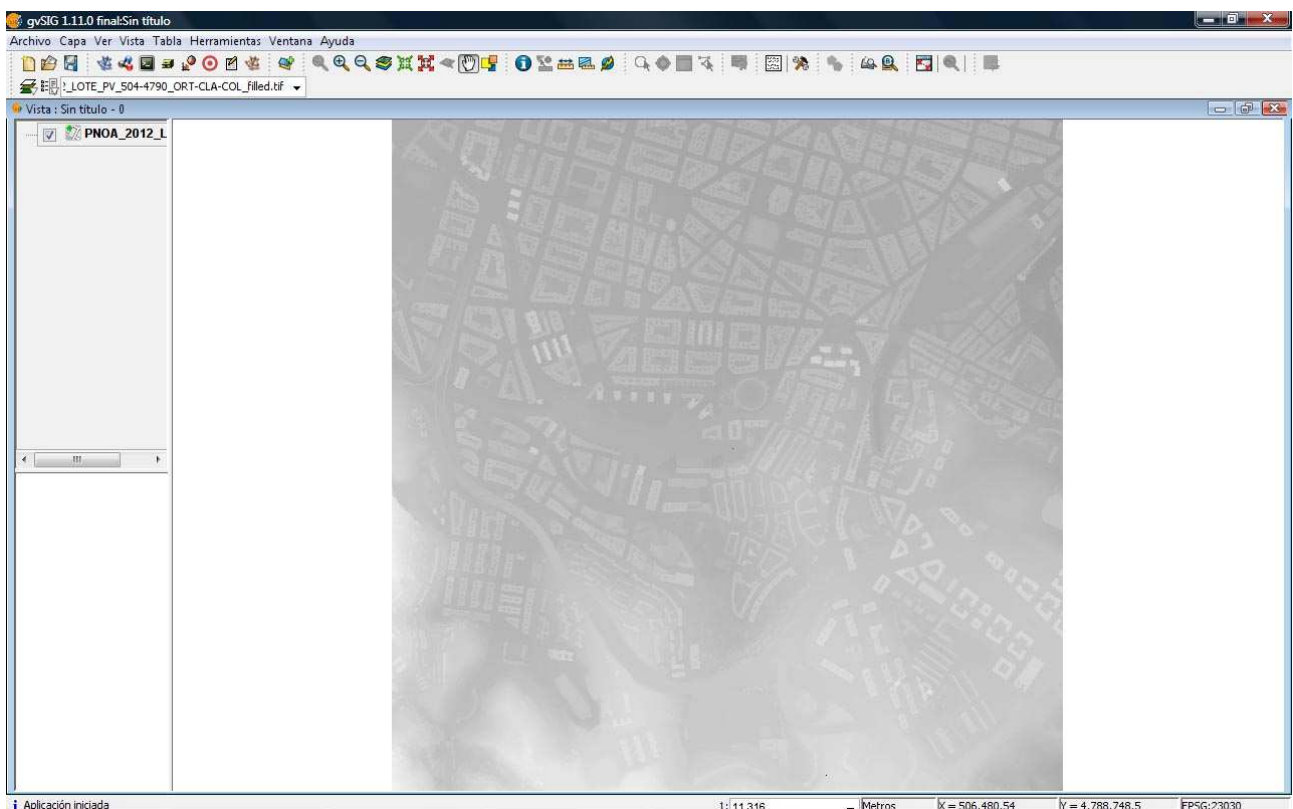 gvSIG 1.11.0 final:Sin título
Archivo Capa Ver Vista Tabla Herramientas Ventana Ayuda
_LOTE_PV_504-4790_ORT-CLA-COL_filled.tif
Vista : Sin título - 0
PNOA_2012_L
Aplicación iniciada
1: 11.316
Metros
X = 506.480,54
Y = 4.788.748,5
EPSG:23030